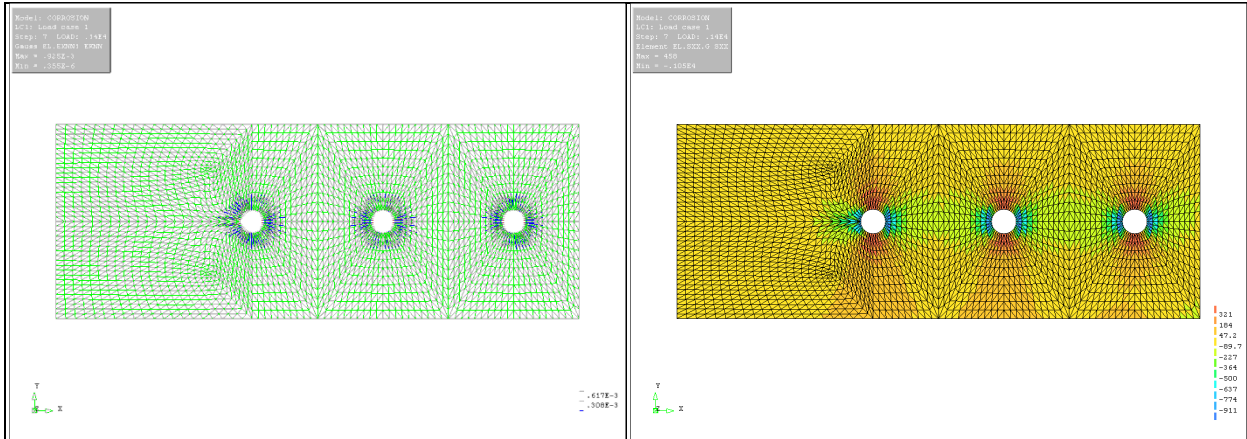 Model: CORROSION
LC1: Load case 1
Step: 7 LOAD: .14E4
Gauss EL.EKNN1 EKNN
Max = .925E-3
Min = .355E-6
Y
X
.617E-3
.308E-3
Model: CORROSION
LC1: Load case 1
Step: 7 LOAD: .14E4
Element EL.SXX.G SXX
Max = 458
Min = -.105E4
Y
X
321
184
47.2
-89.7
-227
-364
-500
-637
-774
-911